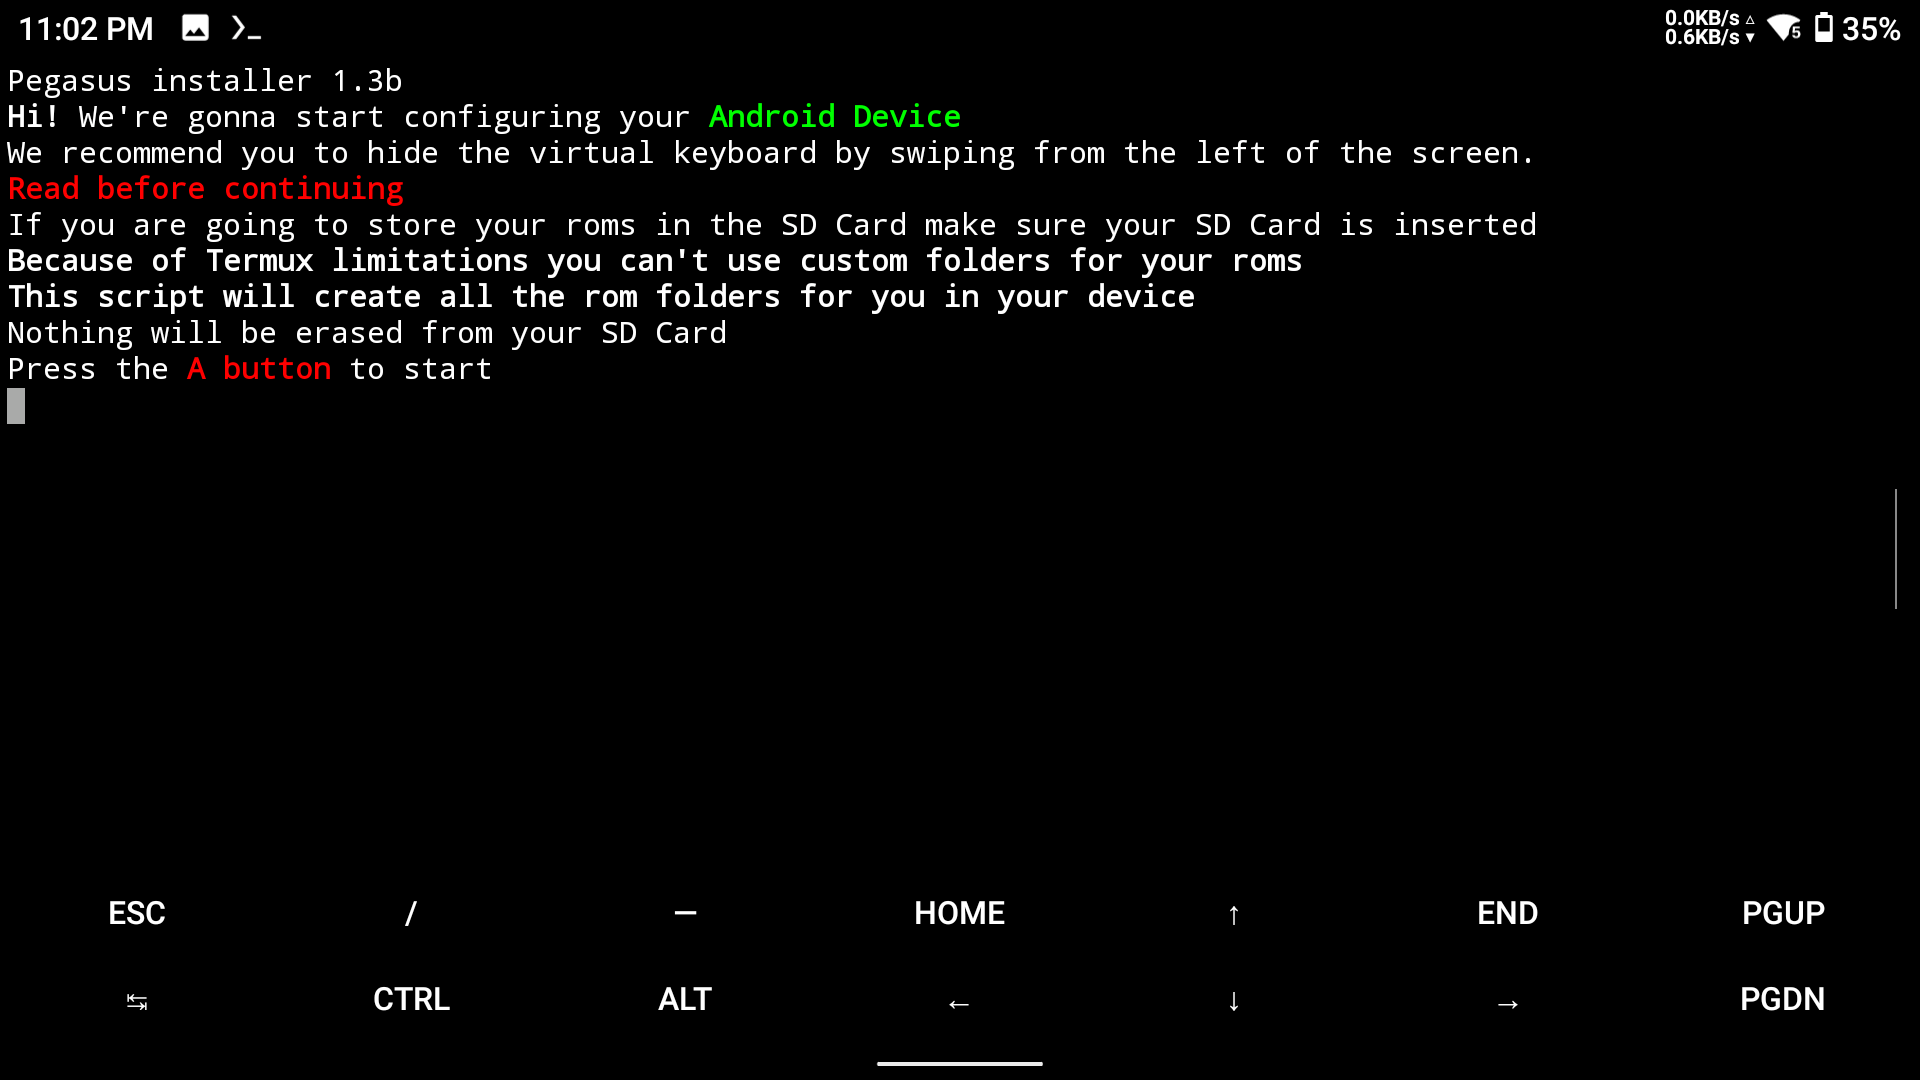 11:02 PM
0.0KB/s △
0.6KB/s ▼
5
35%
Pegasus installer 1.3b
Hi! We're gonna start configuring your Android Device
We recommend you to hide the virtual keyboard by swiping from the left of the screen.
Read before continuing
If you are going to store your roms in the SD Card make sure your SD Card is inserted
Because of Termux limitations you can't use custom folders for your roms
This script will create all the rom folders for you in your device
Nothing will be erased from your SD Card
Press the A button to start
ESC / — HOME ↑ END PGUP
↹ CTRL ALT ← ↓ → PGDN